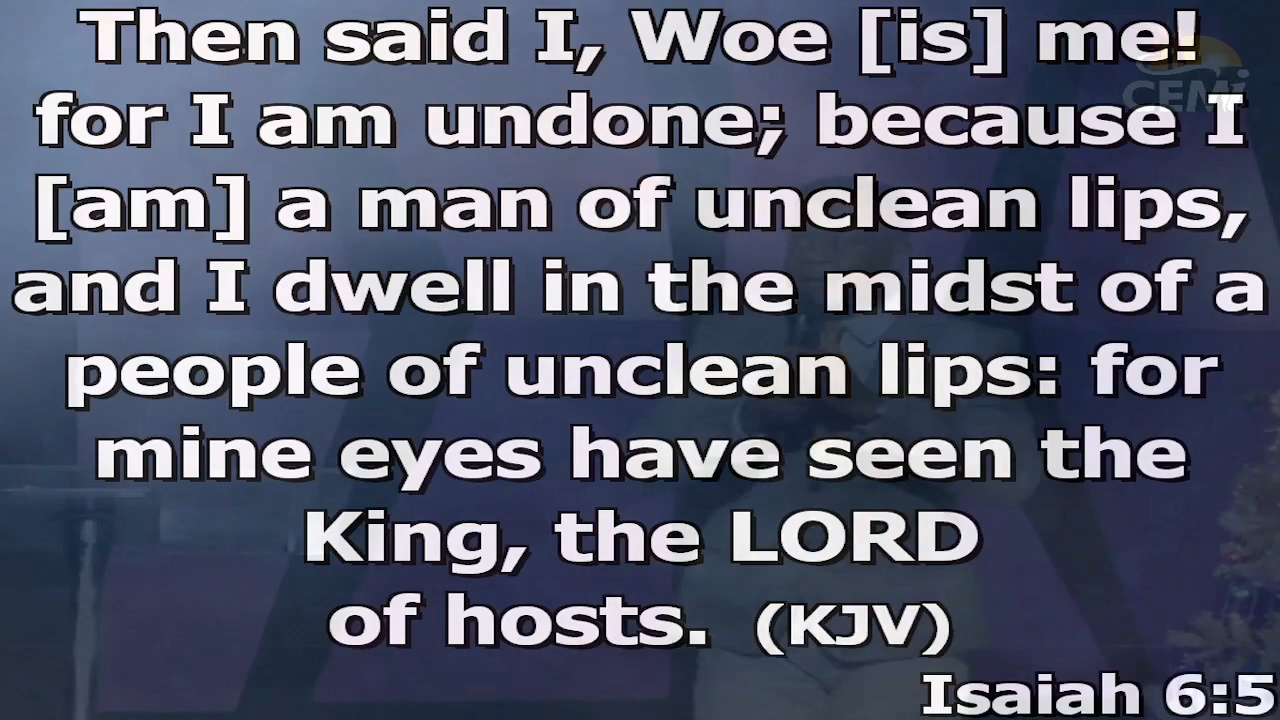 Then said I, Woe [is] me!
CEMi
for I am undone; because I
[am] a man of unclean lips,
and I dwell in the midst of a
people of unclean lips: for
mine eyes have seen the
King, the LORD
of hosts. (KJV)
Isaiah 6:5